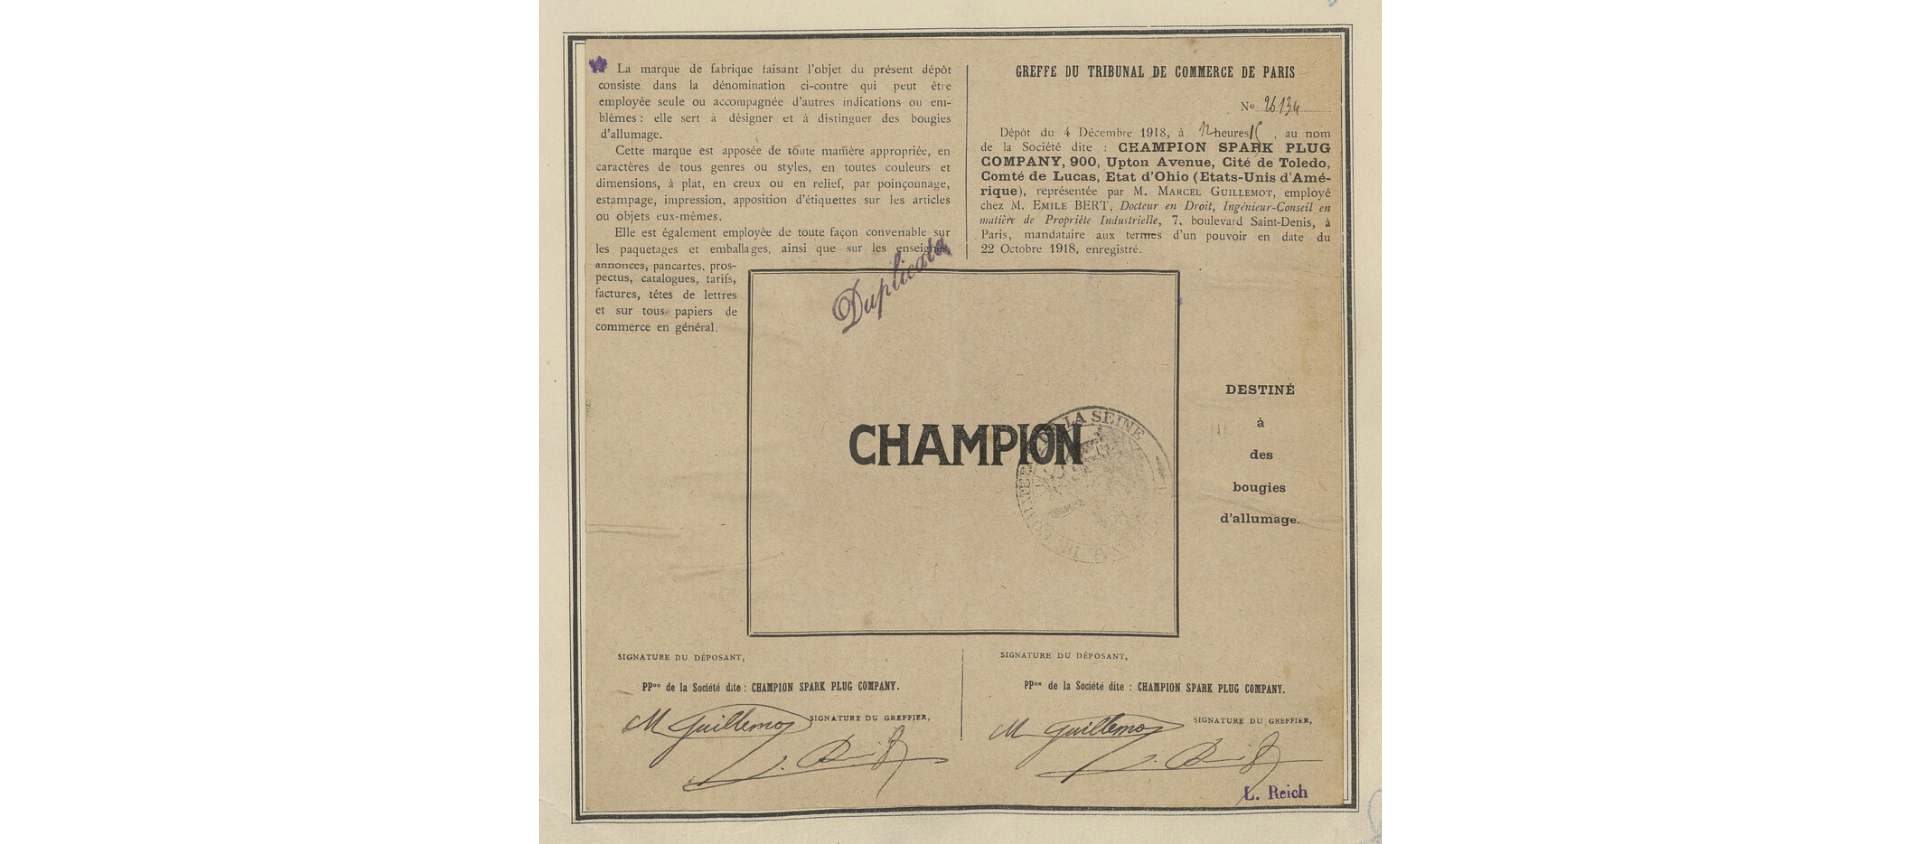 La marque de fabrique faisant l'objet du présent dépôt
consiste dans la dénomination ci-contre qui peut être
employée seule ou accompagnée d'autres indications ou em-
blèmes : elle sert à désigner et à distinguer des bougies
d'allumage.
Cette marque est apposée de toute manière appropriée, en
caractères de tous genres ou styles, en toutes couleurs et
dimensions, à plat, en creux ou en relief, par poinçonnage,
estampage, impression, apposition d'étiquettes sur les articles
ou objets eux-mêmes.
Elle est également employée de toute façon convenable sur
les paquetages et emballages, ainsi que sur les enseignes
annonces, pancartes, pros-
pectus, catalogues, tarifs,
factures, têtes de lettres
et sur tous papiers de
commerce en général.
GREFFE DU TRIBUNAL DE COMMERCE DE PARIS
No 26134
Dépôt du 4 Décembre 1918, à 12 heures 15, au nom
de la Société dite : CHAMPION SPARK PLUG
COMPANY, 900, Upton Avenue, Cité de Toledo,
Comté de Lucas, Etat d'Ohio (Etats-Unis d'Amé-
rique), représentée par M. MARCEL GUILLEMOT, employé
chez M. EMILE BERT, Docteur en Droit, Ingénieur-Conseil en
matière de Propriété Industrielle, 7, boulevard Saint-Denis, à
Paris, mandataire aux termes d'un pouvoir en date du
22 Octobre 1918, enregistré.
Duplicata
CHAMPION
LA SEINE
DESTINÉ
à
des
bougies
d'allumage.
SIGNATURE DU DÉPOSANT,
PPon de la Société dite : CHAMPION SPARK PLUG COMPANY.
M Guillemot
SIGNATURE DU GREFFIER,
SIGNATURE DU DÉPOSANT,
PPon de la Société dite : CHAMPION SPARK PLUG COMPANY.
M Guillemot
SIGNATURE DU GREFFIER,
L. Reich